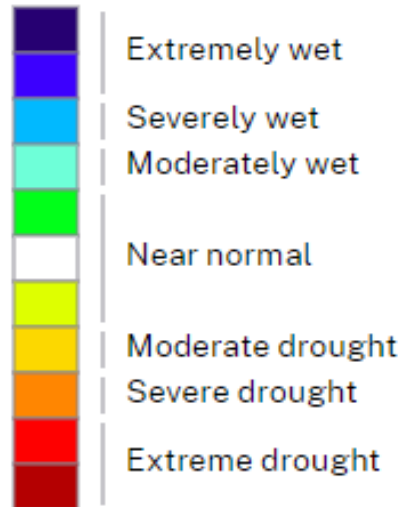 Extremely wet
Severely wet
Moderately wet
Near normal
Moderate drought
Severe drought
Extreme drought